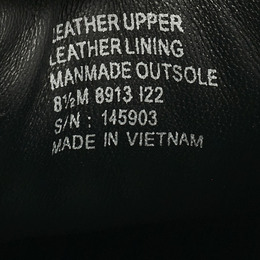 LEATHER UPPER
LEATHER LINING
MANMADE OUTSOLE
8½M 8913 I22
S/N : 145903
MADE IN VIETNAM